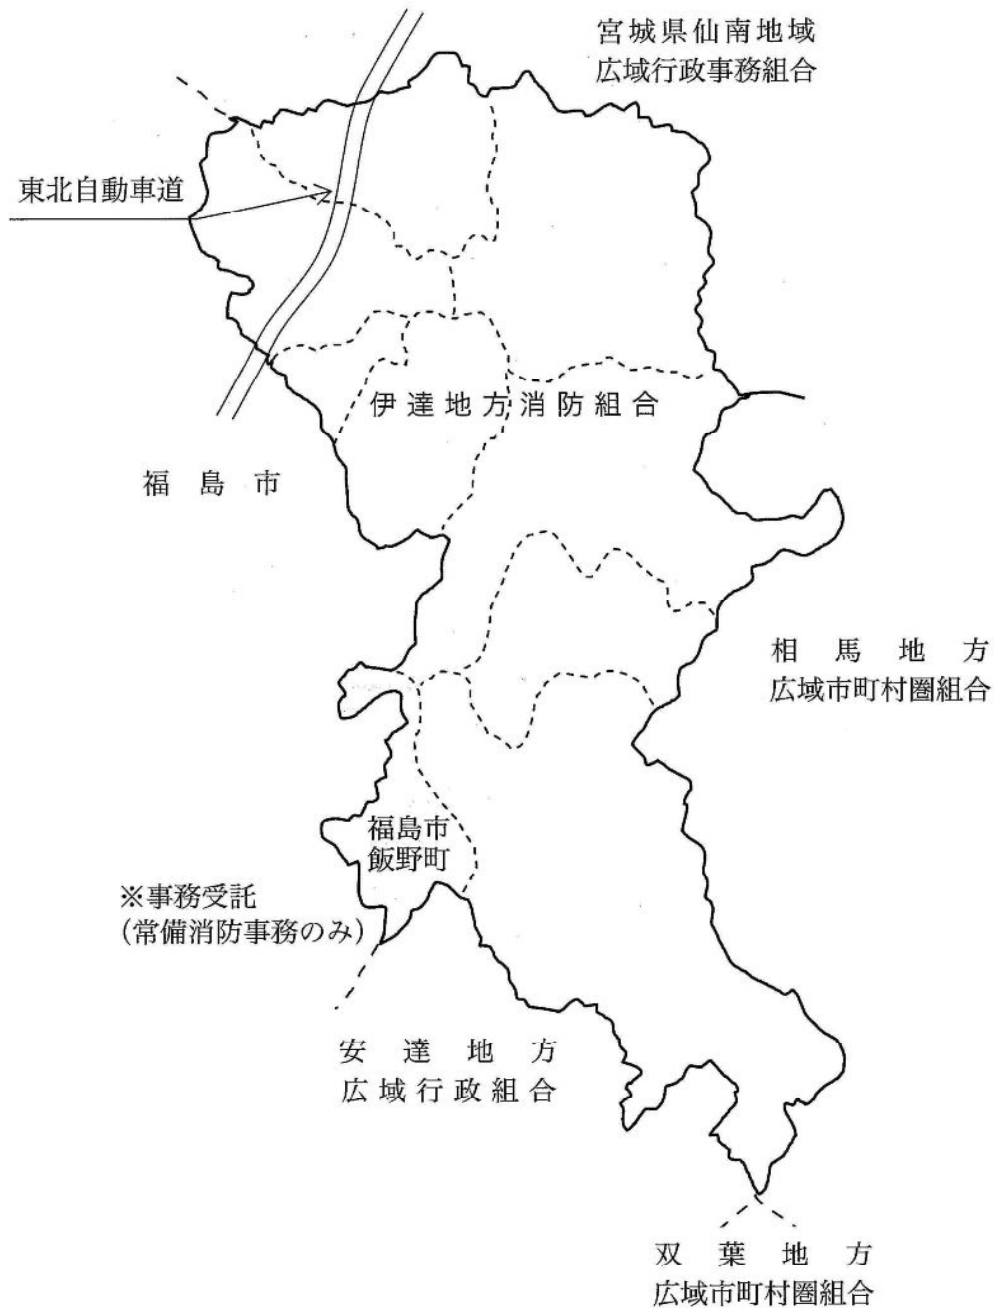 宮城県仙南地域
広域行政事務組合
東北自動車道
伊達地方消防組合
福島市
相馬地方
広域市町村圏組合
福島市
飯野町
※事務受託
(常備消防事務のみ)
安達地方
広域行政組合
双葉地方
広域市町村圏組合